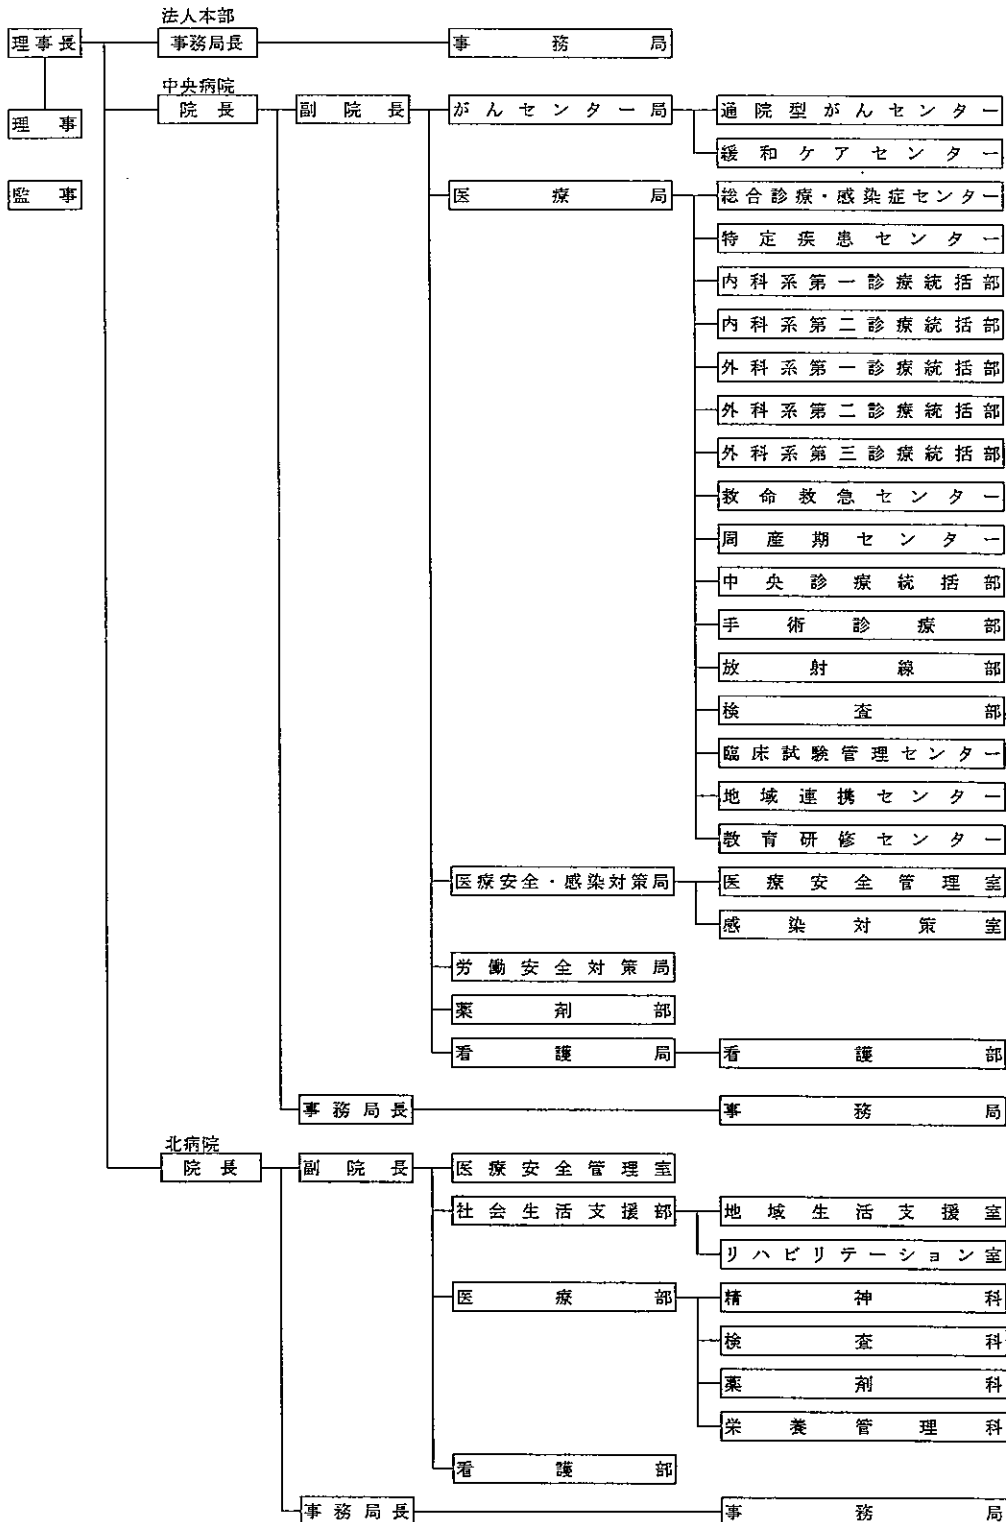 法人本部
理事長 事務局長 事務局
中央病院
理事 院長 副院長 がんセンター局 通院型がんセンター
緩和ケアセンター
監事 医療局 総合診療・感染症センター
特定疾患センター
内科系第一診療統括部
内科系第二診療統括部
外科系第一診療統括部
外科系第二診療統括部
外科系第三診療統括部
救命救急センター
周産期センター
中央診療統括部
手術診療部
放射線部
検査部
臨床試験管理センター
地域連携センター
教育研修センター
医療安全・感染対策局 医療安全管理室
感染対策室
労働安全対策局
薬剤部
看護局 看護部
事務局長 事務局
北病院
院長 副院長 医療安全管理室
社会生活支援部 地域生活支援室
リハビリテーション室
医療部 精神科
検査科
薬剤科
栄養管理科
看護部
事務局長 事務局